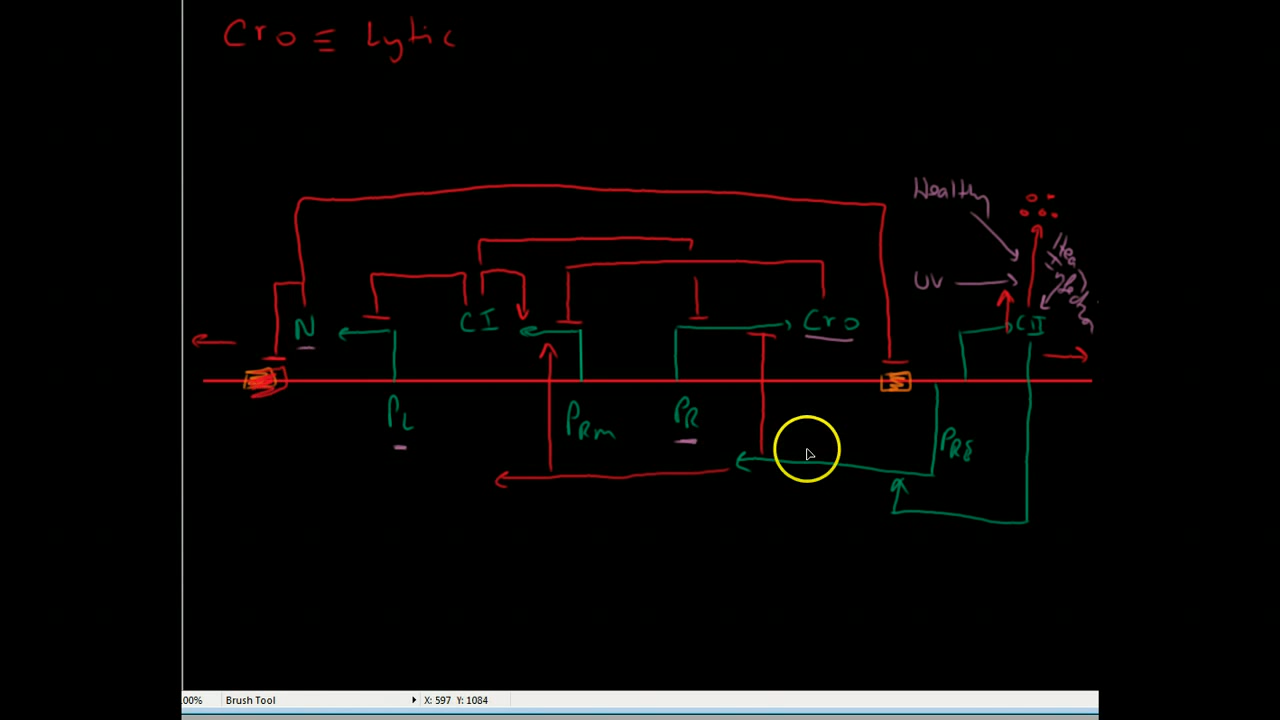 Cro ≡ Lytic
Healthy
UV
N
CI
Cro
CII
PL
PRm
PR
PRE
.00%
Brush Tool
X: 597 Y: 1084